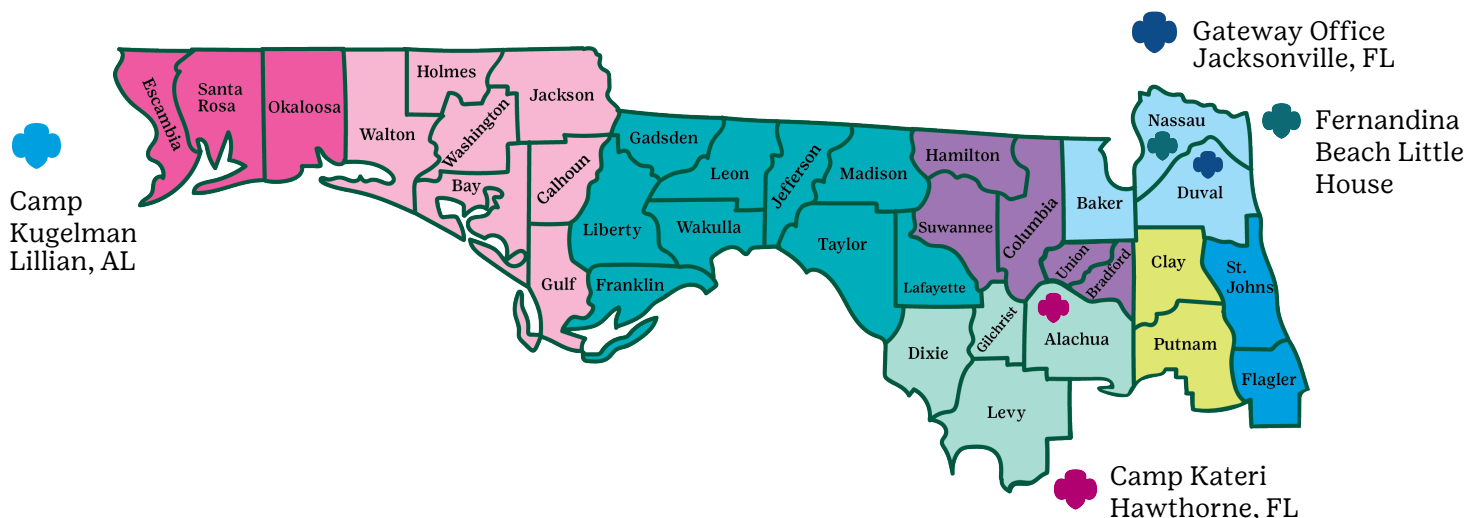 Gateway Office
Jacksonville, FL
Fernandina
Beach Little
House
Camp
Kugelman
Lillian, AL
Escambia
Santa
Rosa
Okaloosa
Walton
Holmes
Washington
Jackson
Bay
Calhoun
Gulf
Gadsden
Liberty
Franklin
Leon
Wakulla
Jefferson
Madison
Taylor
Lafayette
Hamilton
Suwannee
Columbia
Union
Bradford
Baker
Nassau
Duval
Clay
St.
Johns
Putnam
Flagler
Dixie
Gilchrist
Alachua
Levy
Camp Kateri
Hawthorne, FL